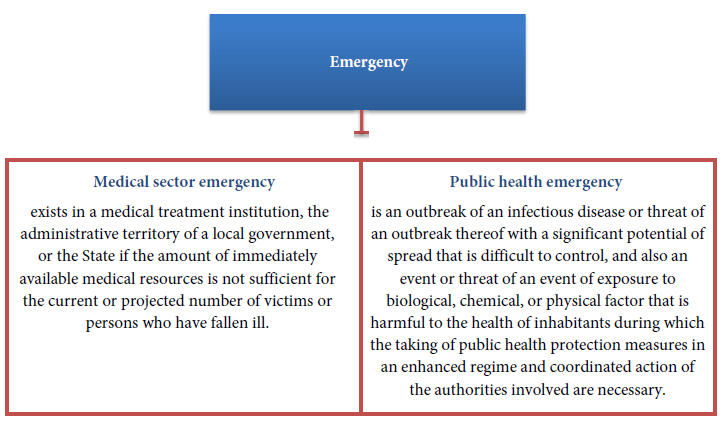 Emergency
Medical sector emergency
exists in a medical treatment institution, the
administrative territory of a local government,
or the State if the amount of immediately
available medical resources is not sufficient for
the current or projected number of victims or
persons who have fallen ill.
Public health emergency
is an outbreak of an infectious disease or threat of
an outbreak thereof with a significant potential of
spread that is difficult to control, and also an
event or threat of an event of exposure to
biological, chemical, or physical factor that is
harmful to the health of inhabitants during which
the taking of public health protection measures in
an enhanced regime and coordinated action of
the authorities involved are necessary.